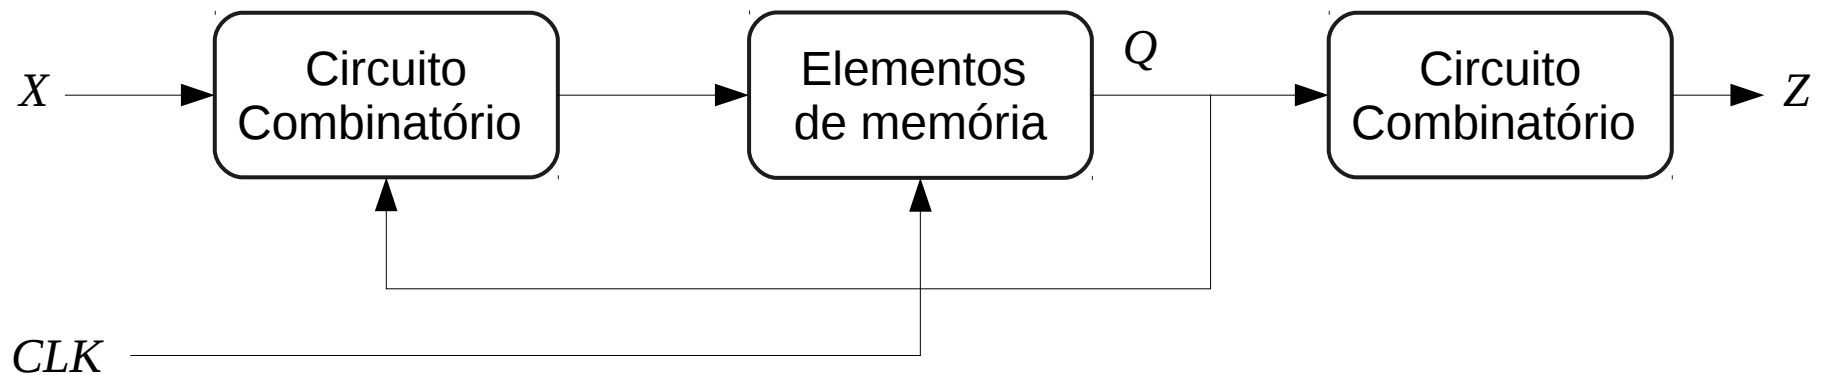 X
Circuito
Combinatório
Elementos
de memória
Q
Circuito
Combinatório
Z
CLK